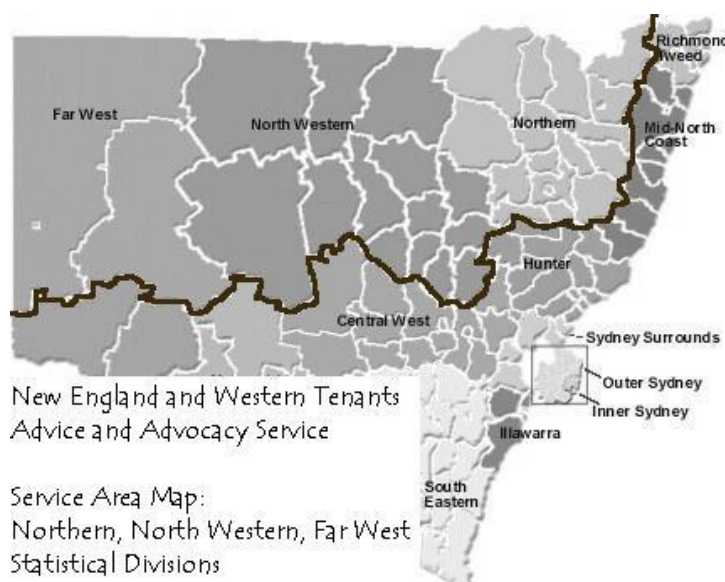 Richmond
Tweed
Far West
North Western
Northern
Mid-North
Coast
Hunter
Central West
Sydney Surrounds
Outer Sydney
Inner Sydney
Illawarra
South
Eastern
New England and Western Tenants
Advice and Advocacy Service
Service Area Map:
Northern, North Western, Far West
Statistical Divisions